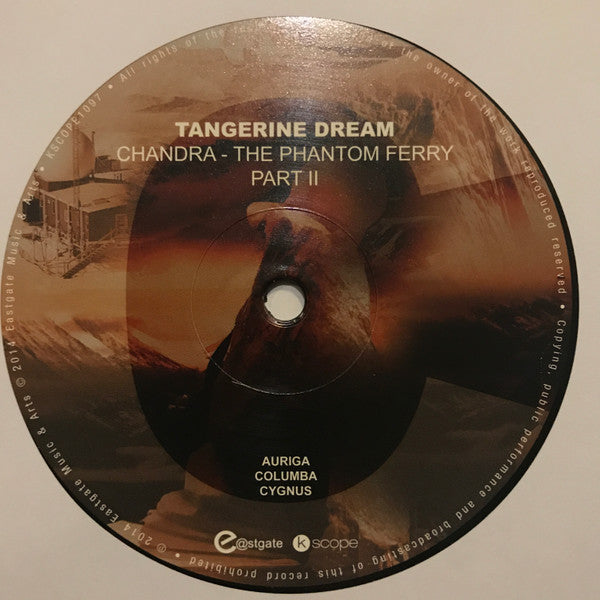 TANGERINE DREAM
CHANDRA - THE PHANTOM FERRY
PART II
AURIGA
COLUMBA
CYGNUS
e@stgate k scope
℗ 2014 Eastgate Music & Arts © 2014 Eastgate Music & Arts • KSCOPE1097 • All rights of the
of the owner of the work reproduced reserved • Copying, public performance and broadcasting of this record prohibited •